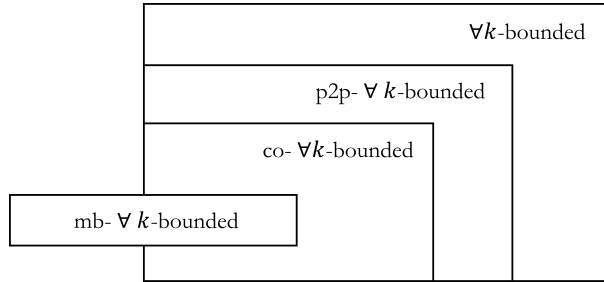 ∀k-bounded
p2p- ∀ k-bounded
co- ∀k-bounded
mb- ∀ k-bounded